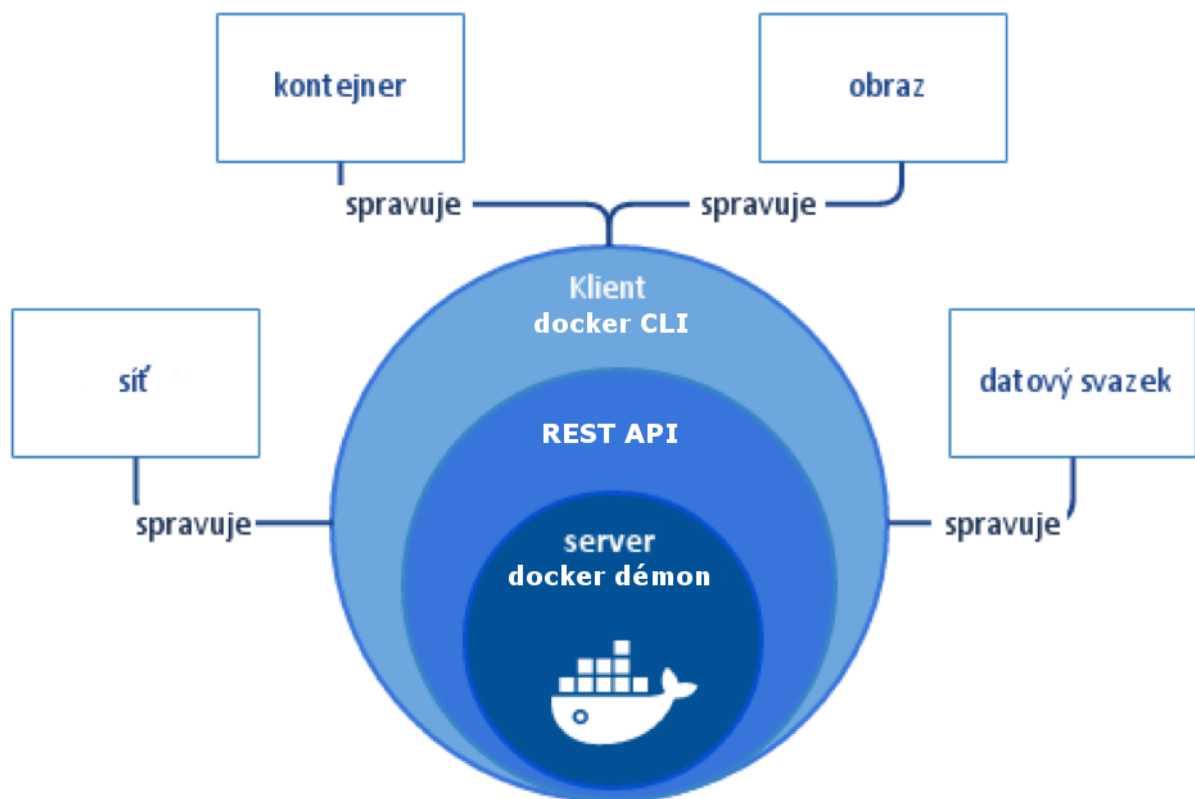 kontejner
obraz
spravuje
spravuje
Klient
docker CLI
síť
datový svazek
REST API
spravuje
spravuje
server
docker démon